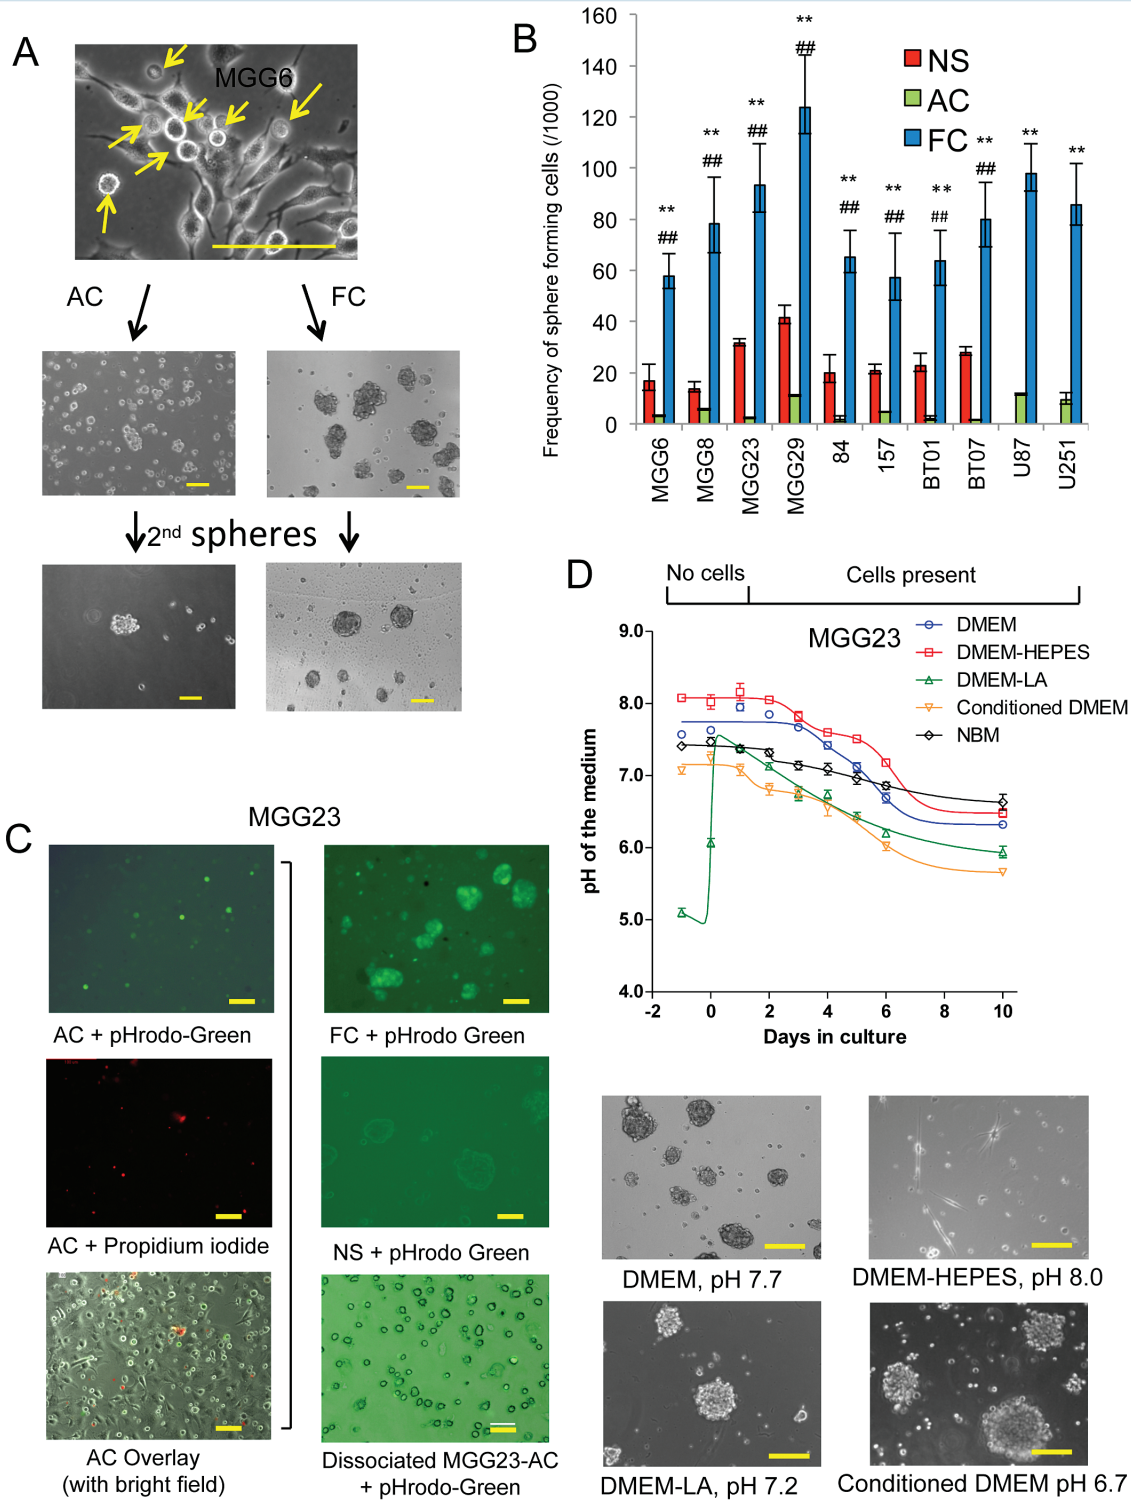 A
MGG6
AC
FC
2nd spheres
B
Frequency of sphere forming cells (/1000)
160
140
120
100
80
60
40
20
0
NS
AC
FC
**
##
**
##
**
##
**
##
**
##
**
##
**
##
**
##
**
**
MGG6
MGG8
MGG23
MGG29
84
157
BT01
BT07
U87
U251
C
MGG23
AC + pHrodo-Green
FC + pHrodo Green
AC + Propidium iodide
NS + pHrodo Green
AC Overlay
(with bright field)
Dissociated MGG23-AC
+ pHrodo-Green
D
No cells
Cells present
MGG23
DMEM
DMEM-HEPES
DMEM-LA
Conditioned DMEM
NBM
pH of the medium
9.0
8.0
7.0
6.0
5.0
4.0
-2
0
2
4
6
8
10
Days in culture
DMEM, pH 7.7
DMEM-HEPES, pH 8.0
DMEM-LA, pH 7.2
Conditioned DMEM pH 6.7